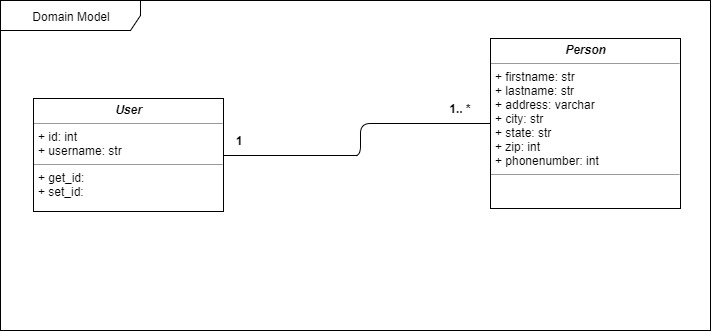 Domain Model
User
+ id: int
+ username: str
+ get_id:
+ set_id:
1
1.. *
Person
+ firstname: str
+ lastname: str
+ address: varchar
+ city: str
+ state: str
+ zip: int
+ phonenumber: int